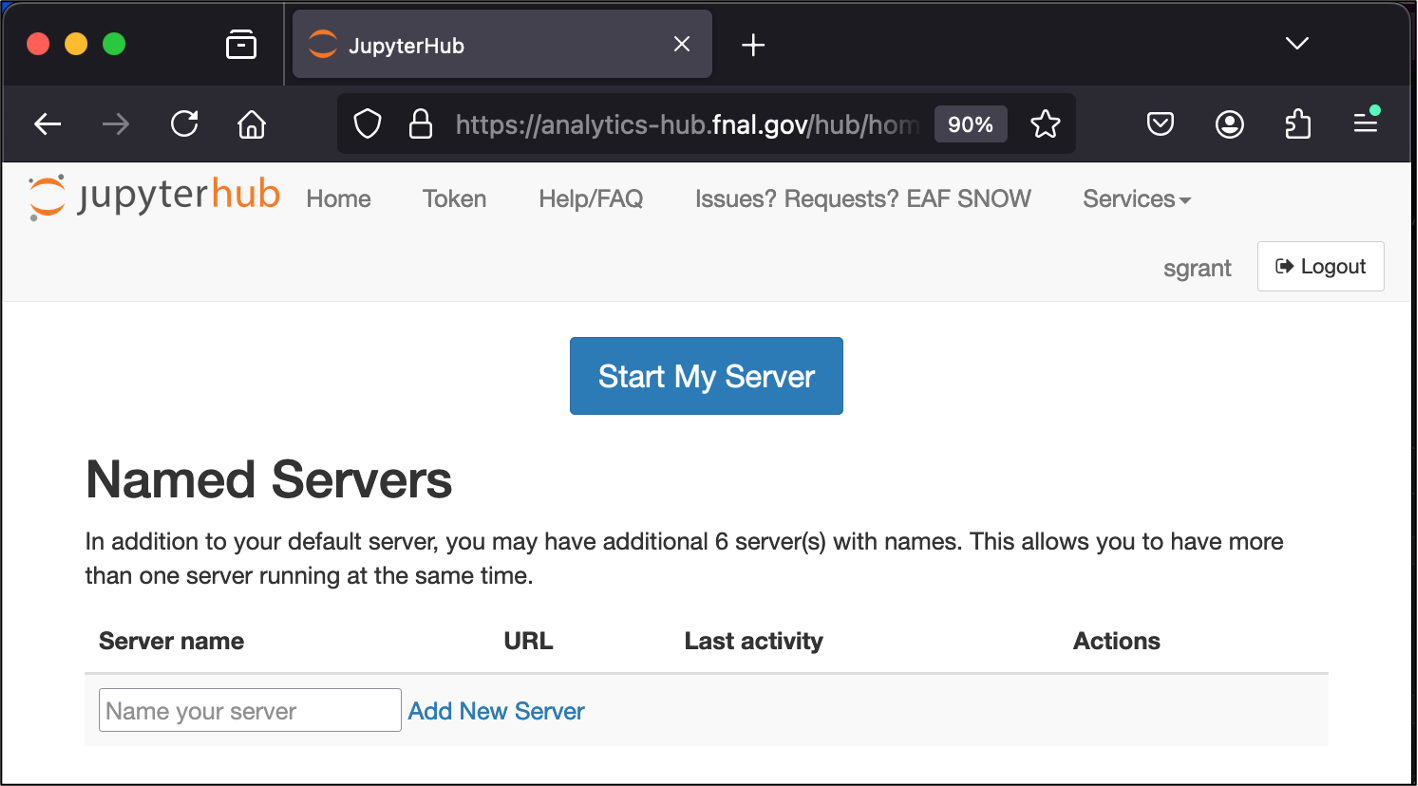 JupyterHub
https://analytics-hub.fnal.gov/hub/hom
90%
jupyterhub Home Token Help/FAQ Issues? Requests? EAF SNOW Services
sgrant Logout
Start My Server
Named Servers
In addition to your default server, you may have additional 6 server(s) with names. This allows you to have more
than one server running at the same time.
Server name URL Last activity Actions
Name your server Add New Server